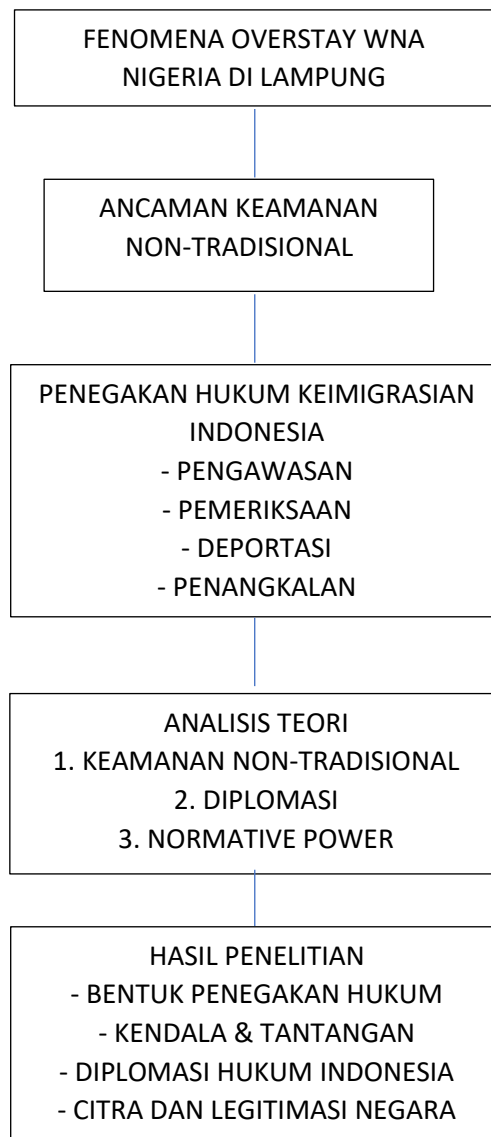 FENOMENA OVERSTAY WNA
NIGERIA DI LAMPUNG
ANCAMAN KEAMANAN
NON-TRADISIONAL
PENEGAKAN HUKUM KEIMIGRASIAN
INDONESIA
- PENGAWASAN
- PEMERIKSAAN
- DEPORTASI
- PENANGKALAN
ANALISIS TEORI
1. KEAMANAN NON-TRADISIONAL
2. DIPLOMASI
3. NORMATIVE POWER
HASIL PENELITIAN
- BENTUK PENEGAKAN HUKUM
- KENDALA & TANTANGAN
- DIPLOMASI HUKUM INDONESIA
- CITRA DAN LEGITIMASI NEGARA